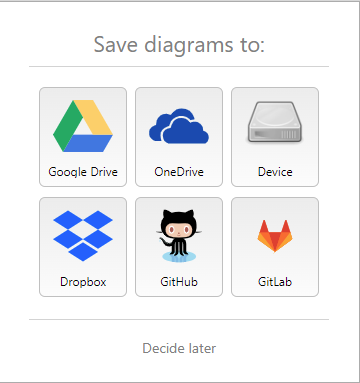 Save diagrams to:
Google Drive
OneDrive
Device
Dropbox
GitHub
GitLab
Decide later